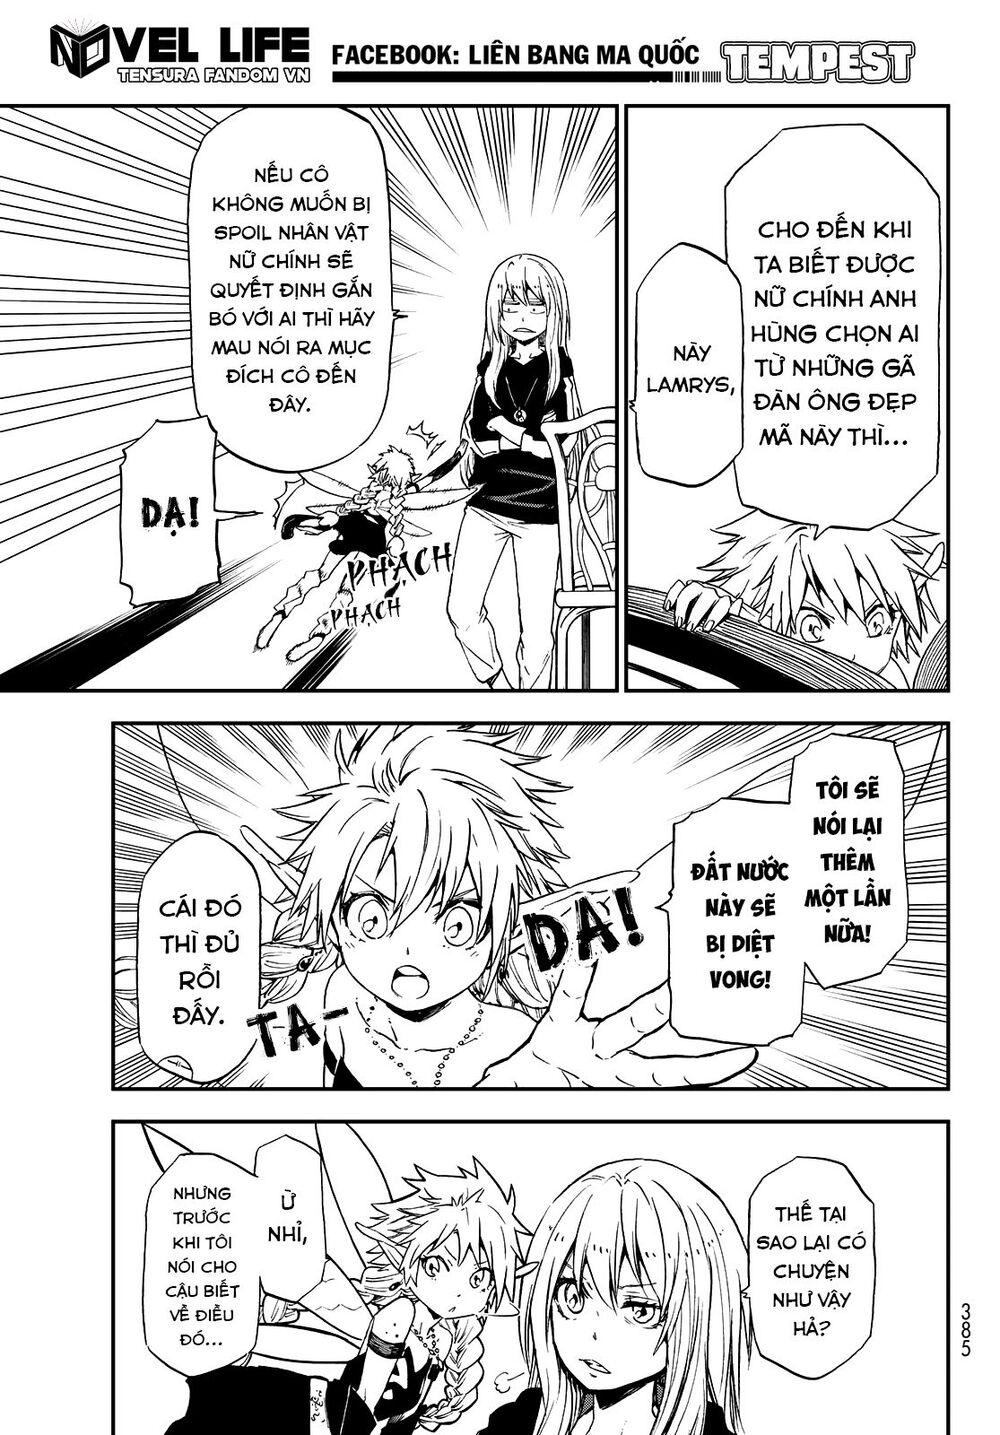 NOVEL LIFE
TENSURA FANDOM VN
FACEBOOK: LIÊN BANG MA QUỐC
TEMPEST
CHO ĐẾN KHI
TA BIẾT ĐƯỢC
NỮ CHÍNH ANH
HÙNG CHỌN AI
TỪ NHỮNG GÃ
ĐÀN ÔNG ĐẸP
MÃ NÀY THÌ...
NÀY
LAMRYS,
NẾU CÔ
KHÔNG MUỐN BỊ
SPOIL NHÂN VẬT
NỮ CHÍNH SẼ
QUYẾT ĐỊNH GẮN
BÓ VỚI AI THÌ HÃY
MAU NÓI RA MỤC
ĐÍCH CÔ ĐẾN
ĐÂY.
DẠ!
PHẠCH
PHẠCH
TÔI SẼ
NÓI LẠI
THÊM
MỘT LẦN
NỮA!
ĐẤT NƯỚC
NÀY SẼ
BỊ DIỆT
VONG!
TA-
DA!
CÁI ĐÓ
THÌ ĐỦ
RỒI
ĐẤY.
THẾ TẠI
SAO LẠI CÓ
CHUYỆN
NHƯ VẬY
HẢ?
Ừ
NHỈ,
NHƯNG
TRƯỚC
KHI TÔI
NÓI CHO
CẬU BIẾT
VỀ ĐIỀU
ĐÓ...
385